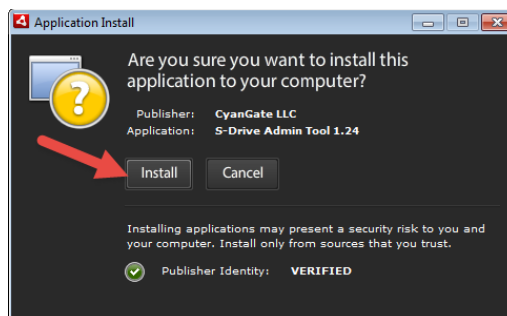 Application Install
Are you sure you want to install this
application to your computer?
Publisher: CyanGate LLC
Application: S-Drive Admin Tool 1.24
Install Cancel
Installing applications may present a security risk to you and
your computer. Install only from sources that you trust.
Publisher Identity: VERIFIED